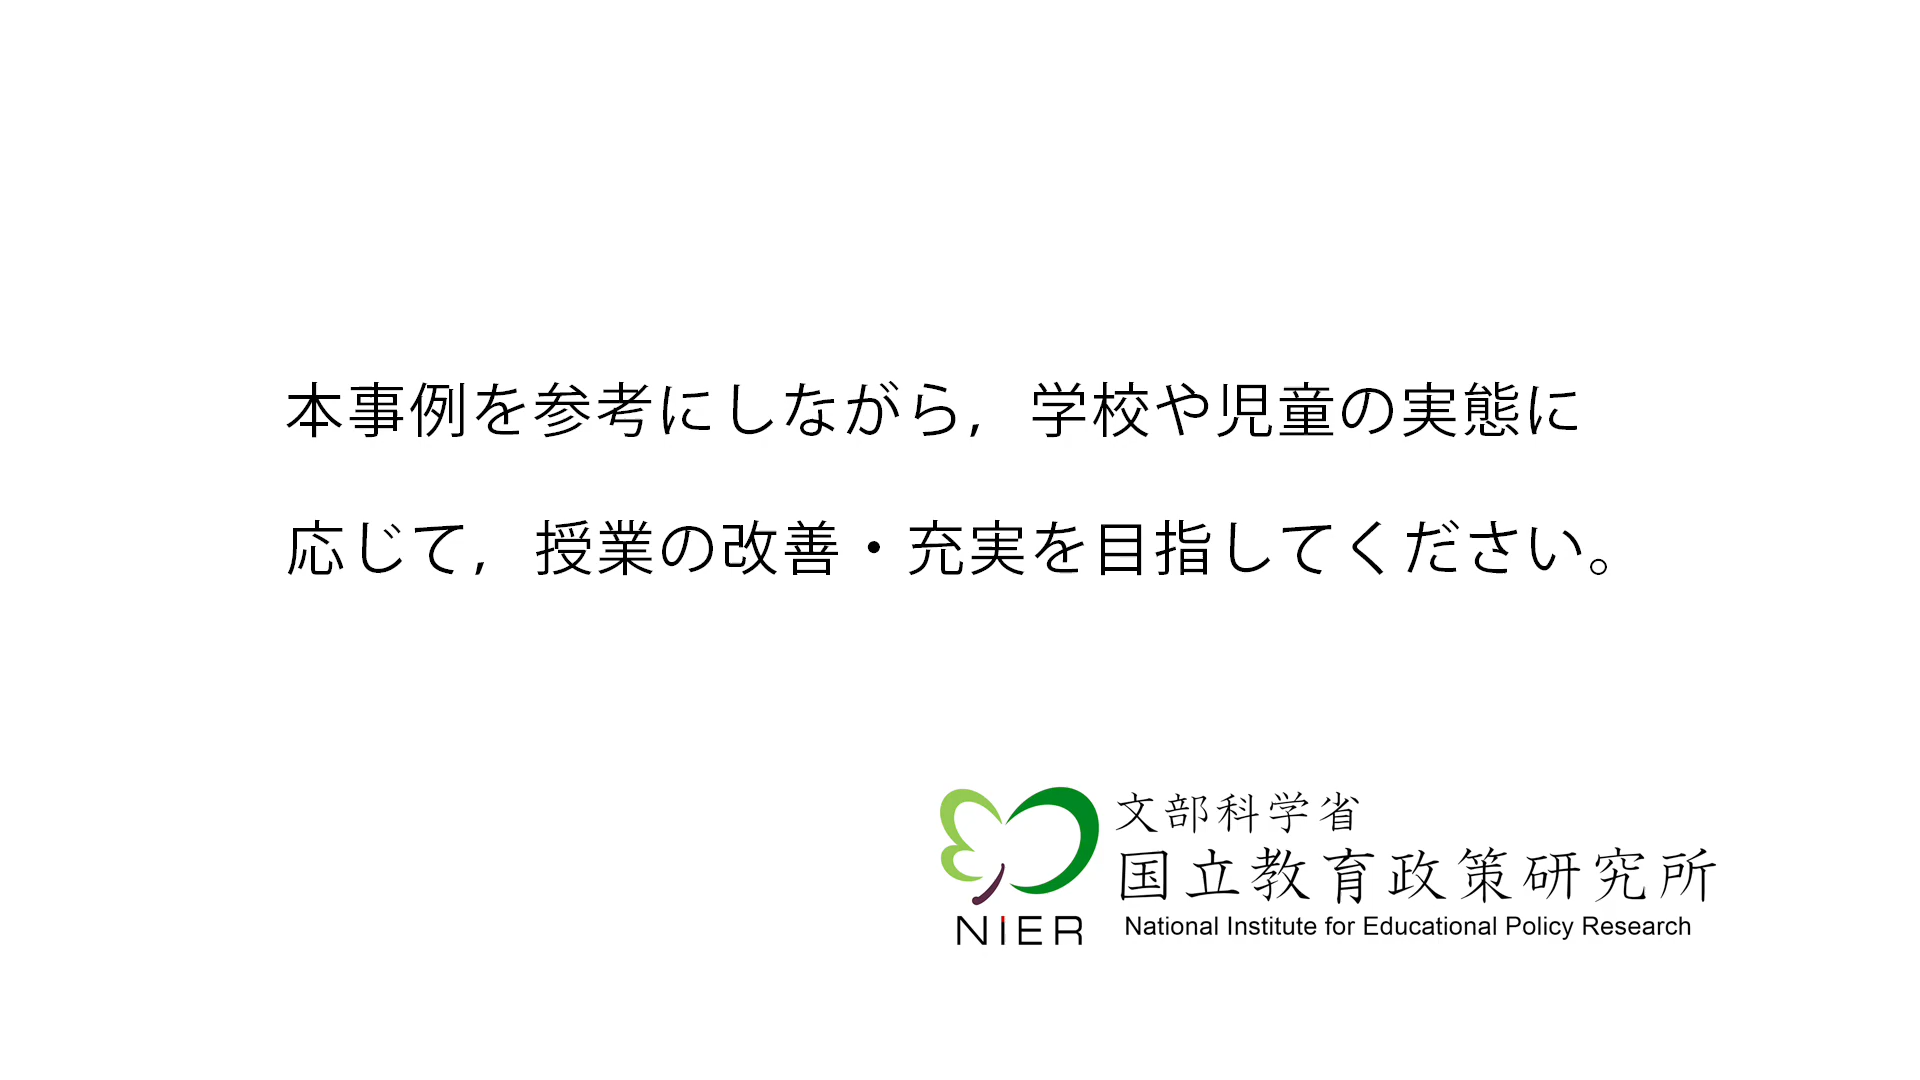 本事例を参考にしながら，学校や児童の実態に
応じて，授業の改善・充実を目指してください。
文部科学省
国立教育政策研究所
NIER
National Institute for Educational Policy Research